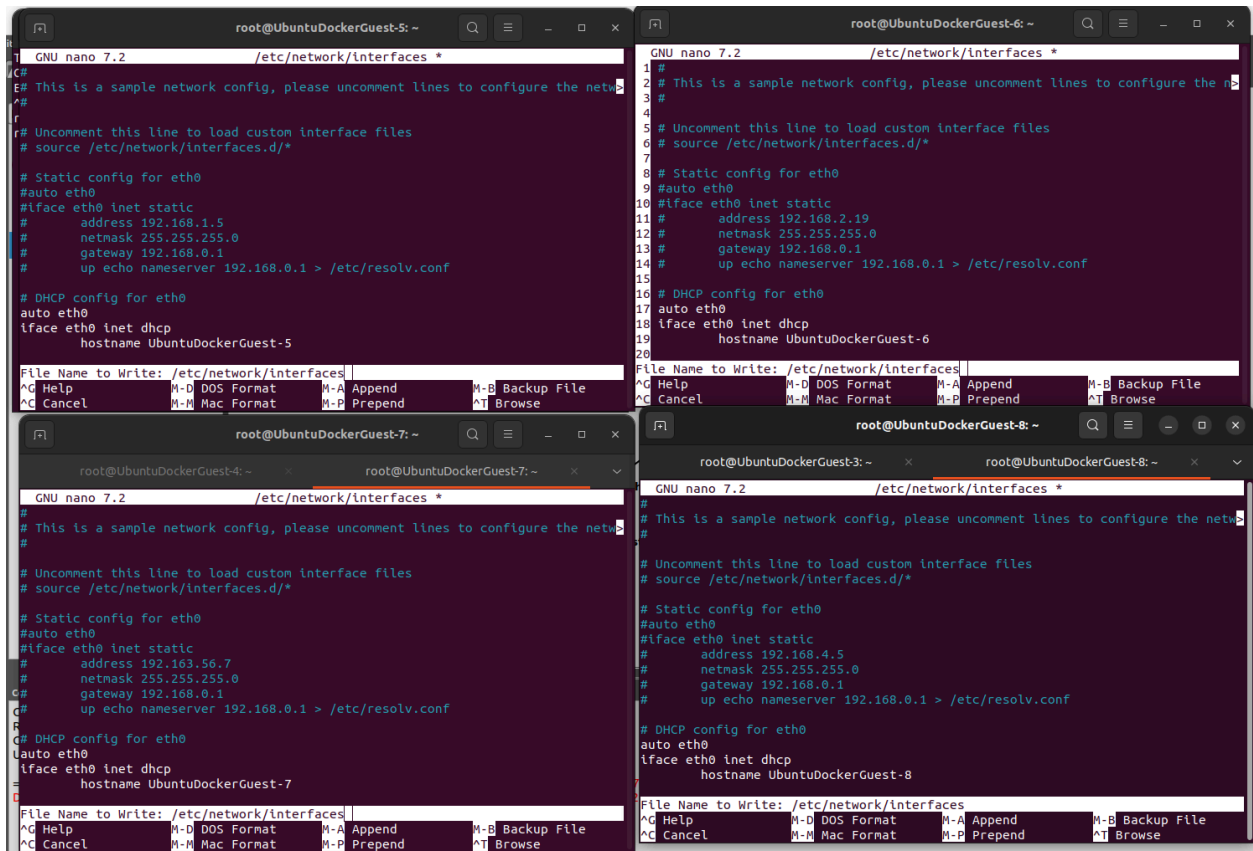 root@UbuntuDockerGuest-5: ~
GNU nano 7.2 /etc/network/interfaces *
#
# This is a sample network config, please uncomment lines to configure the netw>
#
# Uncomment this line to load custom interface files
# source /etc/network/interfaces.d/*
# Static config for eth0
#auto eth0
#iface eth0 inet static
# address 192.168.1.5
# netmask 255.255.255.0
# gateway 192.168.0.1
# up echo nameserver 192.168.0.1 > /etc/resolv.conf
# DHCP config for eth0
auto eth0
iface eth0 inet dhcp
hostname UbuntuDockerGuest-5
File Name to Write: /etc/network/interfaces
^G Help M-D DOS Format M-A Append M-B Backup File
^C Cancel M-M Mac Format M-P Prepend ^T Browse
root@UbuntuDockerGuest-6: ~
GNU nano 7.2 /etc/network/interfaces *
1 #
2 # This is a sample network config, please uncomment lines to configure the n>
3 #
4
5 # Uncomment this line to load custom interface files
6 # source /etc/network/interfaces.d/*
7
8 # Static config for eth0
9 #auto eth0
10 #iface eth0 inet static
11 # address 192.168.2.19
12 # netmask 255.255.255.0
13 # gateway 192.168.0.1
14 # up echo nameserver 192.168.0.1 > /etc/resolv.conf
15
16 # DHCP config for eth0
17 auto eth0
18 iface eth0 inet dhcp
19 hostname UbuntuDockerGuest-6
20
File Name to Write: /etc/network/interfaces
^G Help M-D DOS Format M-A Append M-B Backup File
^C Cancel M-M Mac Format M-P Prepend ^T Browse
root@UbuntuDockerGuest-7: ~
root@UbuntuDockerGuest-4: ~ root@UbuntuDockerGuest-7: ~
GNU nano 7.2 /etc/network/interfaces *
#
# This is a sample network config, please uncomment lines to configure the netw>
#
# Uncomment this line to load custom interface files
# source /etc/network/interfaces.d/*
# Static config for eth0
#auto eth0
#iface eth0 inet static
# address 192.163.56.7
# netmask 255.255.255.0
# gateway 192.168.0.1
# up echo nameserver 192.168.0.1 > /etc/resolv.conf
# DHCP config for eth0
auto eth0
iface eth0 inet dhcp
hostname UbuntuDockerGuest-7
File Name to Write: /etc/network/interfaces
^G Help M-D DOS Format M-A Append M-B Backup File
^C Cancel M-M Mac Format M-P Prepend ^T Browse
root@UbuntuDockerGuest-8: ~
root@UbuntuDockerGuest-3: ~ root@UbuntuDockerGuest-8: ~
GNU nano 7.2 /etc/network/interfaces *
#
# This is a sample network config, please uncomment lines to configure the netw>
#
# Uncomment this line to load custom interface files
# source /etc/network/interfaces.d/*
# Static config for eth0
#auto eth0
#iface eth0 inet static
# address 192.168.4.5
# netmask 255.255.255.0
# gateway 192.168.0.1
# up echo nameserver 192.168.0.1 > /etc/resolv.conf
# DHCP config for eth0
auto eth0
iface eth0 inet dhcp
hostname UbuntuDockerGuest-8
File Name to Write: /etc/network/interfaces
^G Help M-D DOS Format M-A Append M-B Backup File
^C Cancel M-M Mac Format M-P Prepend ^T Browse